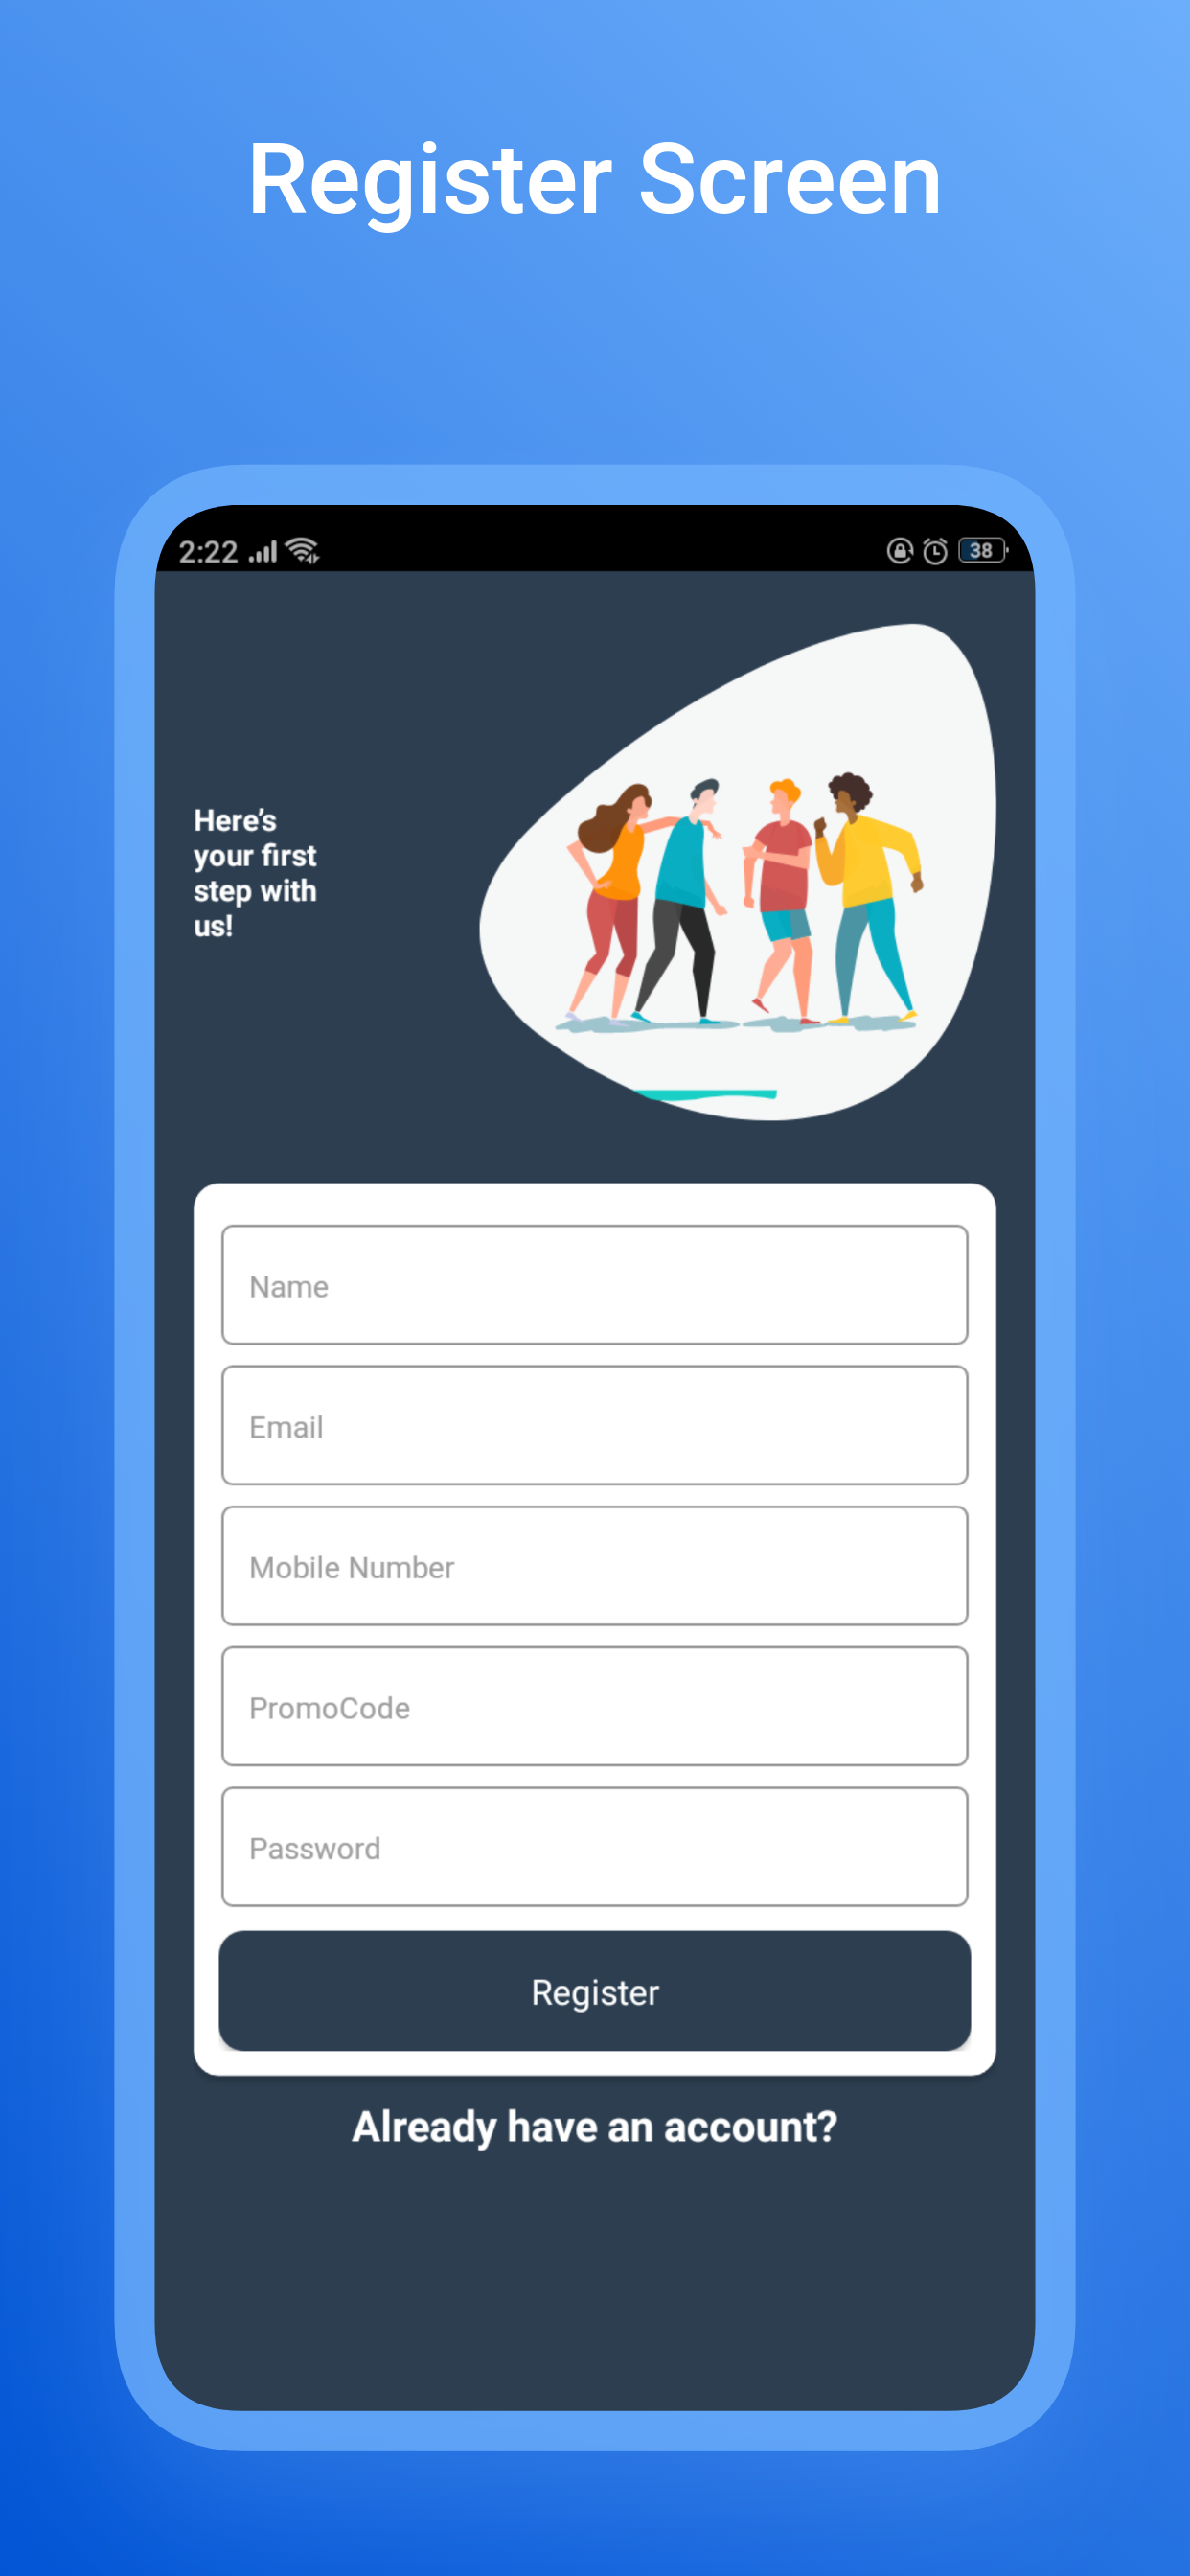 Register Screen
2:22
38
Here's
your first
step with
us!
Name
Email
Mobile Number
PromoCode
Password
Register
Already have an account?